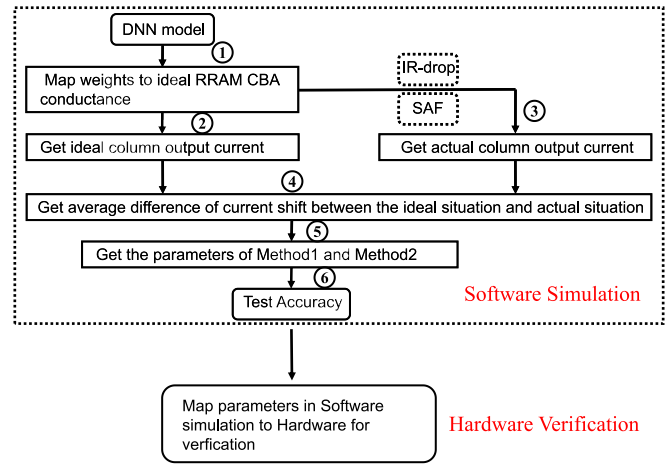 DNN model
1
Map weights to ideal RRAM CBA
conductance
IR-drop
SAF
2
3
Get ideal column output current
Get actual column output current
4
Get average difference of current shift between the ideal situation and actual situation
5
Get the parameters of Method1 and Method2
6
Test Accuracy
Software Simulation
Map parameters in Software
simulation to Hardware for
verfication
Hardware Verification